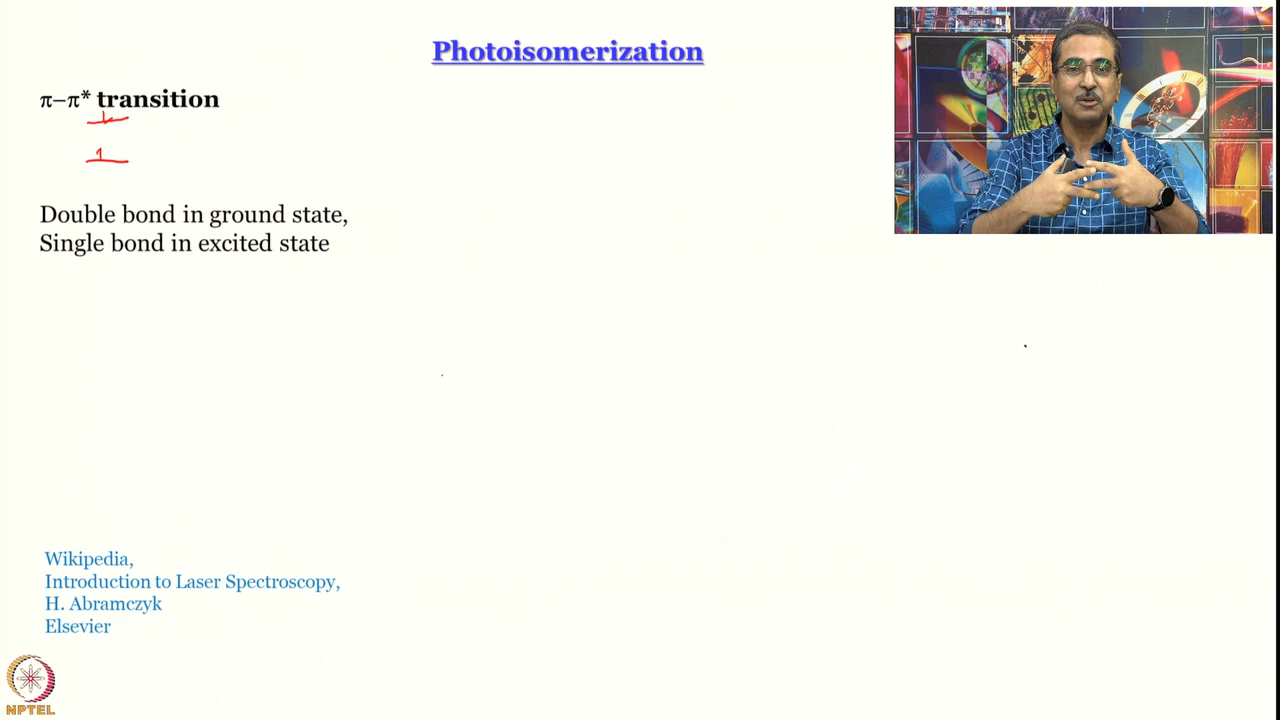 Photoisomerization
π–π* transition
Double bond in ground state,
Single bond in excited state
Wikipedia,
Introduction to Laser Spectroscopy,
H. Abramczyk
Elsevier
NPTEL